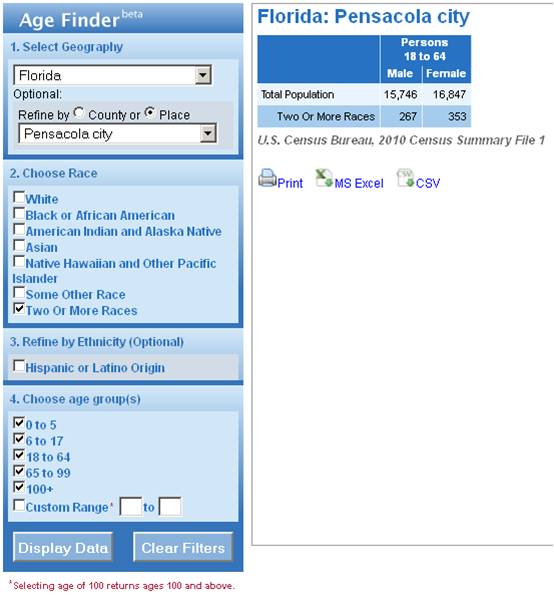 Age Finder beta
1. Select Geography
Florida
Optional:
Refine by County or Place
Pensacola city
2. Choose Race
White
Black or African American
American Indian and Alaska Native
Asian
Native Hawaiian and Other Pacific
Islander
Some Other Race
Two Or More Races
3. Refine by Ethnicity (Optional)
Hispanic or Latino Origin
4. Choose age group(s)
0 to 5
6 to 17
18 to 64
65 to 99
100+
Custom Range* to
Display Data Clear Filters
*Selecting age of 100 returns ages 100 and above.
Florida: Pensacola city
Persons
18 to 64
Male Female
Total Population 15,746 16,847
Two Or More Races 267 353
U.S. Census Bureau, 2010 Census Summary File 1
Print MS Excel CSV